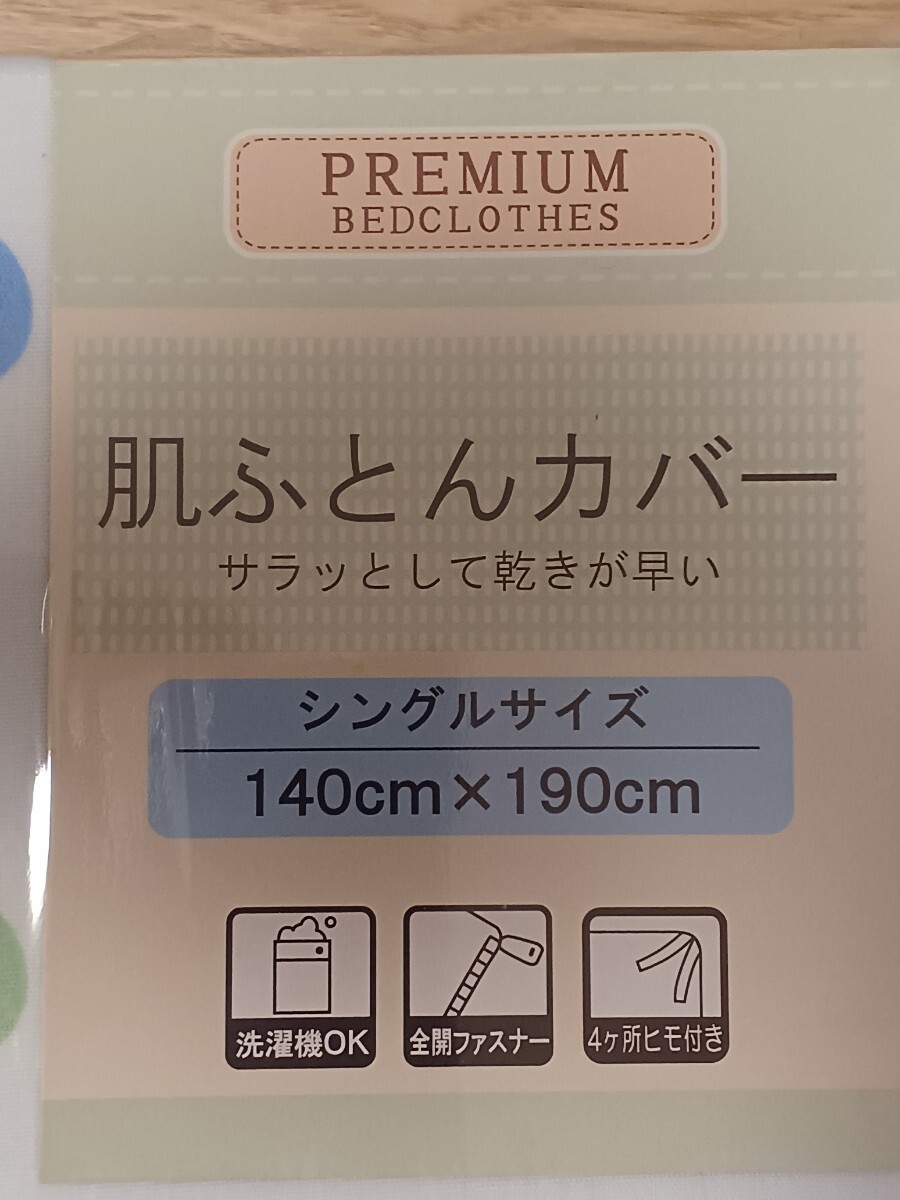 PREMIUM
BEDCLOTHES
肌ふとんカバー
サラッとして乾きが早い
シングルサイズ
140cm×190cm
洗濯機OK
全開ファスナー
4ヶ所ヒモ付き